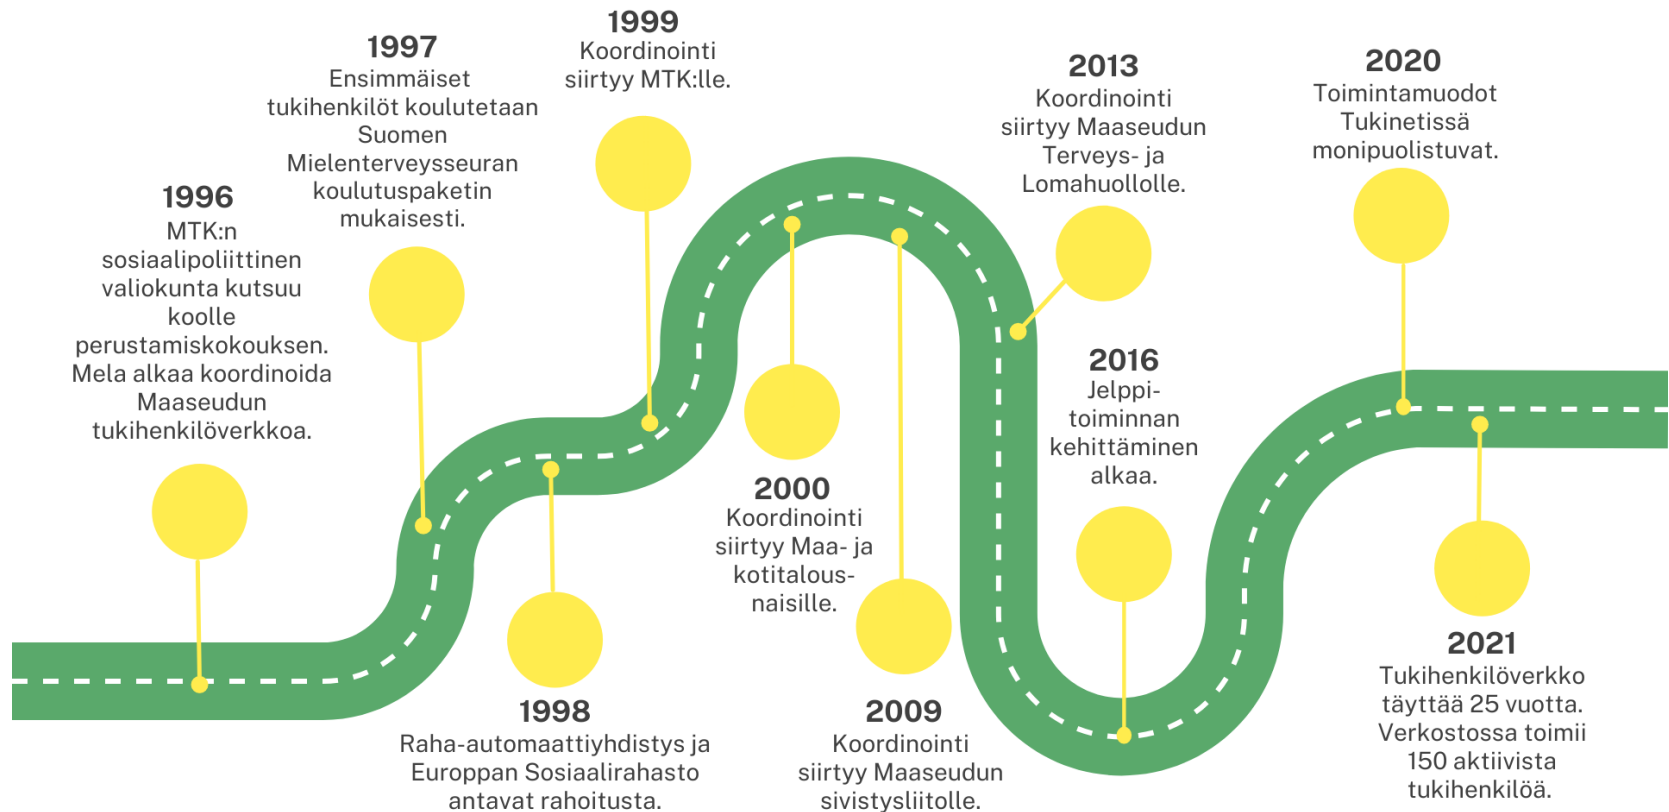 1996
MTK:n
sosiaalipoliittinen
valiokunta kutsuu
koolle
perustamiskokouksen.
Mela alkaa koordinoida
Maaseudun
tukihenkilöverkkoa.
1997
Ensimmäiset
tukihenkilöt koulutetaan
Suomen
Mielenterveysseuran
koulutuspaketin
mukaisesti.
1998
Raha-automaattiyhdistys ja
Europpan Sosiaalirahasto
antavat rahoitusta.
1999
Koordinointi
siirtyy MTK:lle.
2000
Koordinointi
siirtyy Maa- ja
kotitalous-
naisille.
2009
Koordinointi
siirtyy Maaseudun
sivistysliitolle.
2013
Koordinointi
siirtyy Maaseudun
Terveys- ja
Lomahuollolle.
2016
Jelppi-
toiminnan
kehittäminen
alkaa.
2020
Toimintamuodot
Tukinetissä
monipuolistuvat.
2021
Tukihenkilöverkko
täyttää 25 vuotta.
Verkostossa toimii
150 aktiivista
tukihenkilöä.